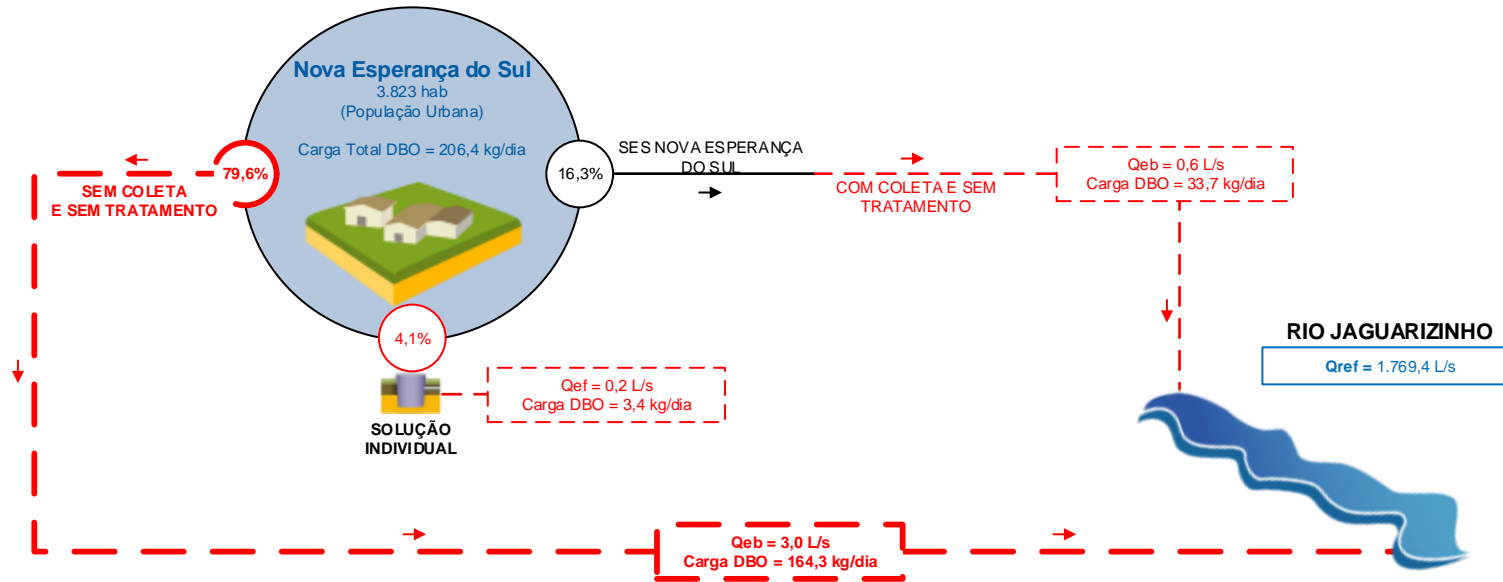 Nova Esperança do Sul
3.823 hab
(População Urbana)
Carga Total DBO = 206,4 kg/dia
79,6%
SEM COLETA
E SEM TRATAMENTO
16,3%
SES NOVA ESPERANÇA
DO SUL
COM COLETA E SEM
TRATAMENTO
Qeb = 0,6 L/s
Carga DBO = 33,7 kg/dia
4,1%
SOLUÇÃO
INDIVIDUAL
Qef = 0,2 L/s
Carga DBO = 3,4 kg/dia
RIO JAGUARIZINHO
Qref = 1.769,4 L/s
Qeb = 3,0 L/s
Carga DBO = 164,3 kg/dia